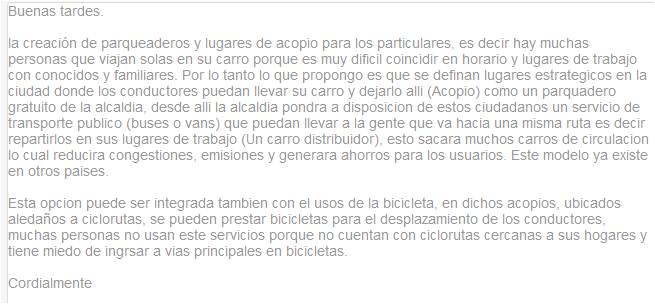 Buenas tardes.
la creación de parqueaderos y lugares de acopio para los particulares, es decir hay muchas
personas que viajan solas en su carro porque es muy dificil coincidir en horario y lugares de trabajo
con conocidos y familiares. Por lo tanto lo que propongo es que se definan lugares estrategicos en la
ciudad donde los conductores puedan llevar su carro y dejarlo alli (Acopio) como un parquadero
gratuito de la alcaldia, desde alli la alcaldia pondra a disposicion de estos ciudadanos un servicio de
transporte publico (buses o vans) que puedan llevar a la gente que va hacia una misma ruta es decir
repartirlos en sus lugares de trabajo (Un carro distribuidor), esto sacara muchos carros de circulacion
lo cual reducira congestiones, emisiones y generara ahorros para los usuarios. Este modelo ya existe
en otros paises.
Esta opcion puede ser integrada tambien con el usos de la bicicleta, en dichos acopios, ubicados
aledaños a ciclorutas, se pueden prestar bicicletas para el desplazamiento de los conductores,
muchas personas no usan este servicios porque no cuentan con ciclorutas cercanas a sus hogares y
tiene miedo de ingrsar a vias principales en bicicletas.
Cordialmente